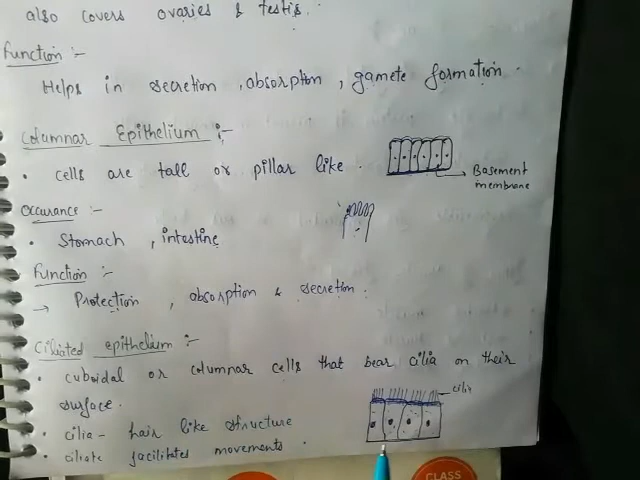 also covers ovaries & testis.
Function :-
Helps in secretion, absorption, gamete formation.
Columnar Epithelium :-
• cells are tall or pillar like.
Basement membrane
Occurance :-
• Stomach, intestine
Function :-
→ Protection, absorption & secretion.
Ciliated epithelium :-
• cuboidal or columnar cells that bear cilia on their
surface.
cilia
• cilia - hair like structure
• ciliate facilitates movements.
CLASS